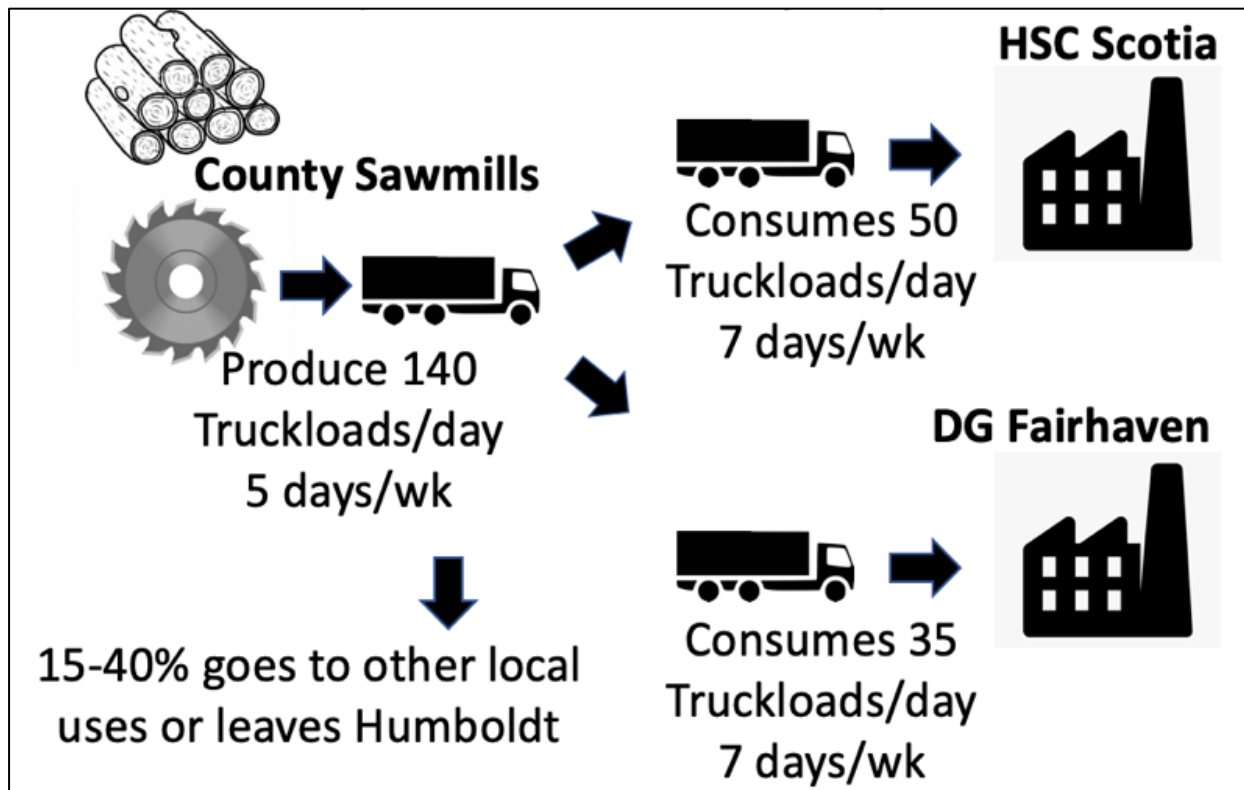 County Sawmills
Produce 140
Truckloads/day
5 days/wk
15-40% goes to other local
uses or leaves Humboldt
HSC Scotia
Consumes 50
Truckloads/day
7 days/wk
DG Fairhaven
Consumes 35
Truckloads/day
7 days/wk